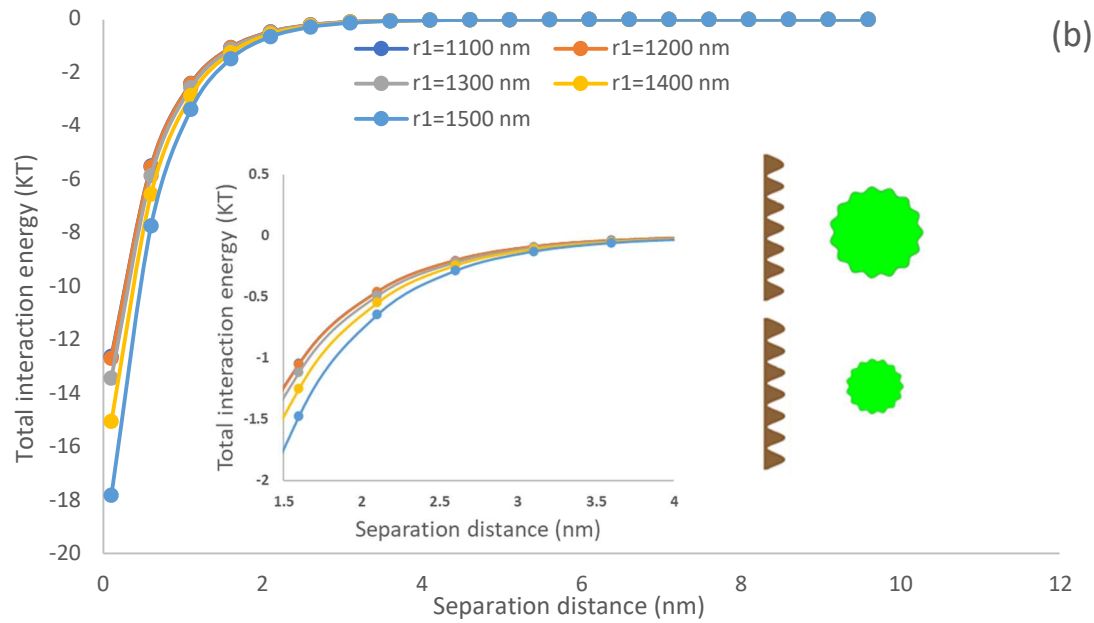 (b)
Total interaction energy (KT)
0
-2
-4
-6
-8
-10
-12
-14
-16
-18
-20
r1=1100 nm r1=1200 nm
r1=1300 nm r1=1400 nm
r1=1500 nm
Total interaction energy (KT)
0.5
0
-0.5
-1
-1.5
-2
1.5 2 2.5 3 3.5 4
Separation distance (nm)
0 2 4 6 8 10 12
Separation distance (nm)